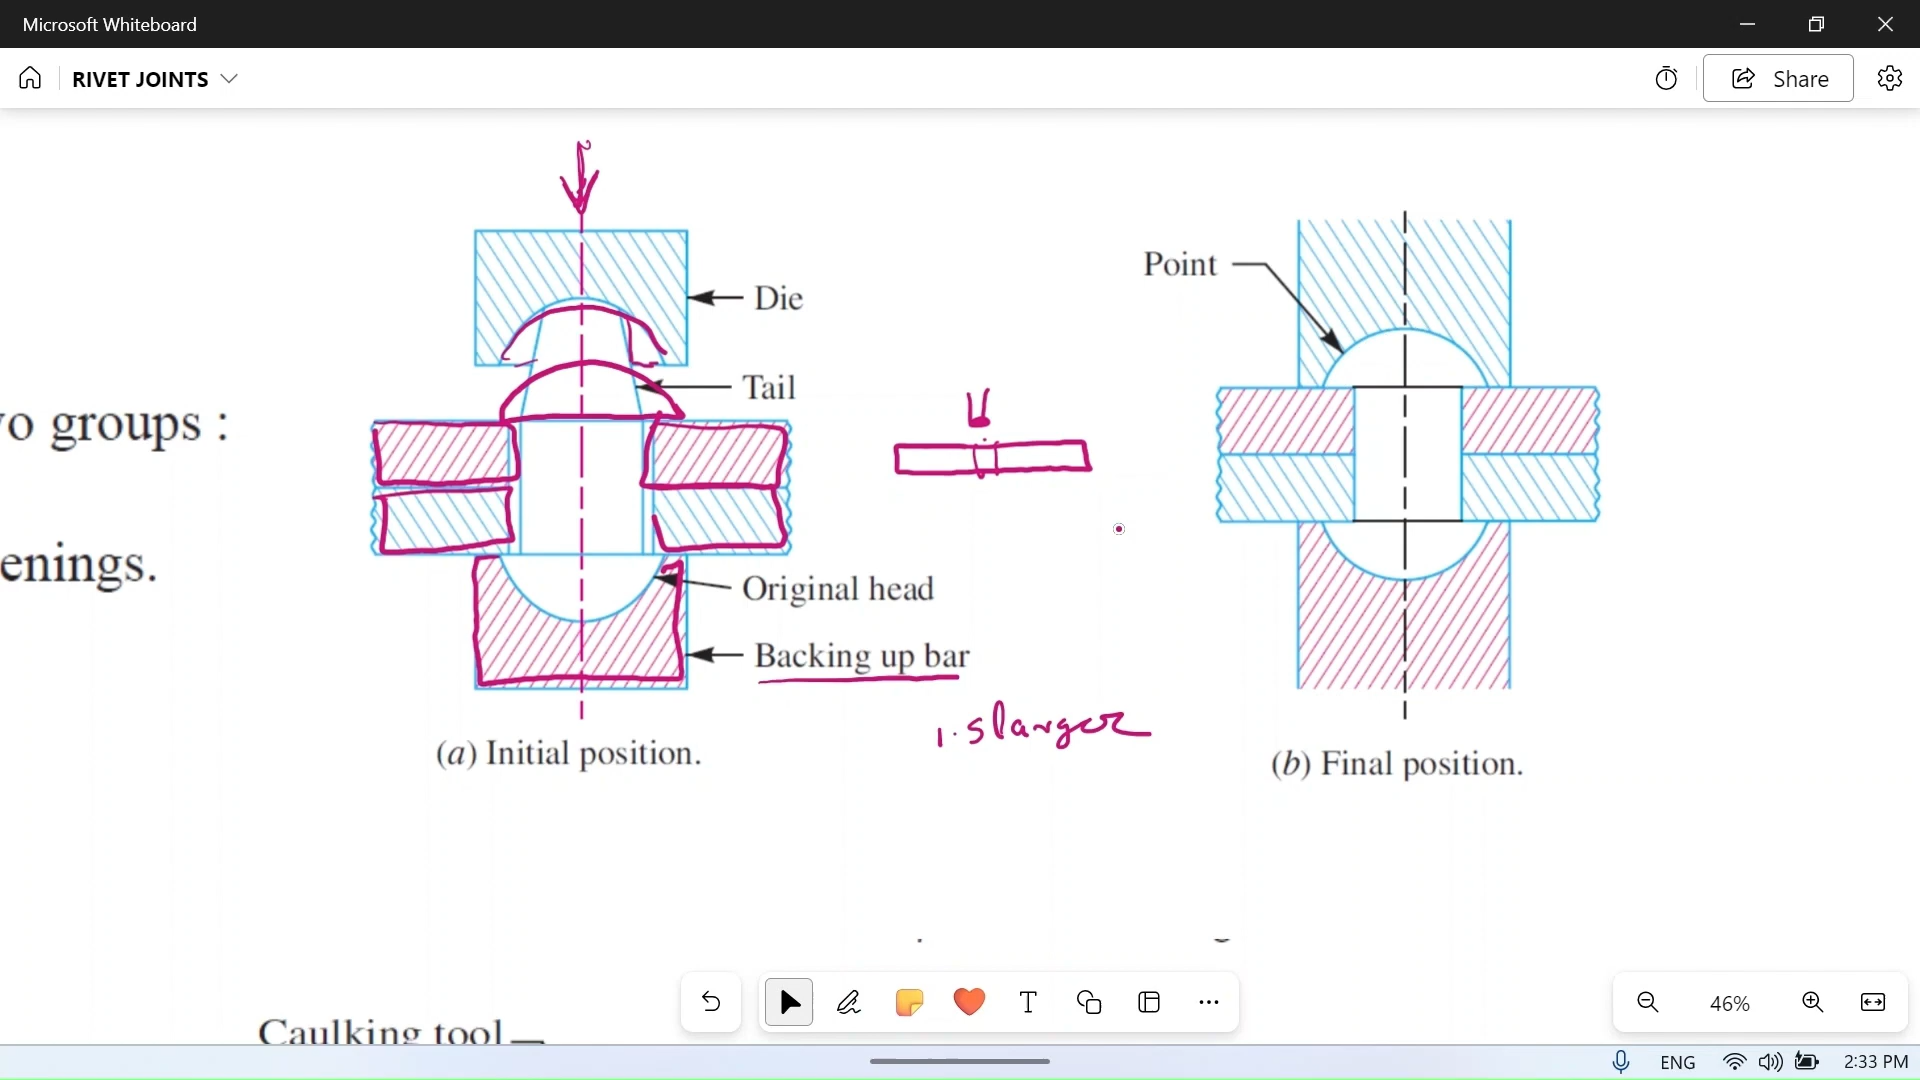 Microsoft Whiteboard
RIVET JOINTS
Share
Point
Die
Tail
o groups :
enings.
Original head
Backing up bar
1. slarger
(a) Initial position.
(b) Final position.
Caulking tool
46%
ENG
2:33 PM